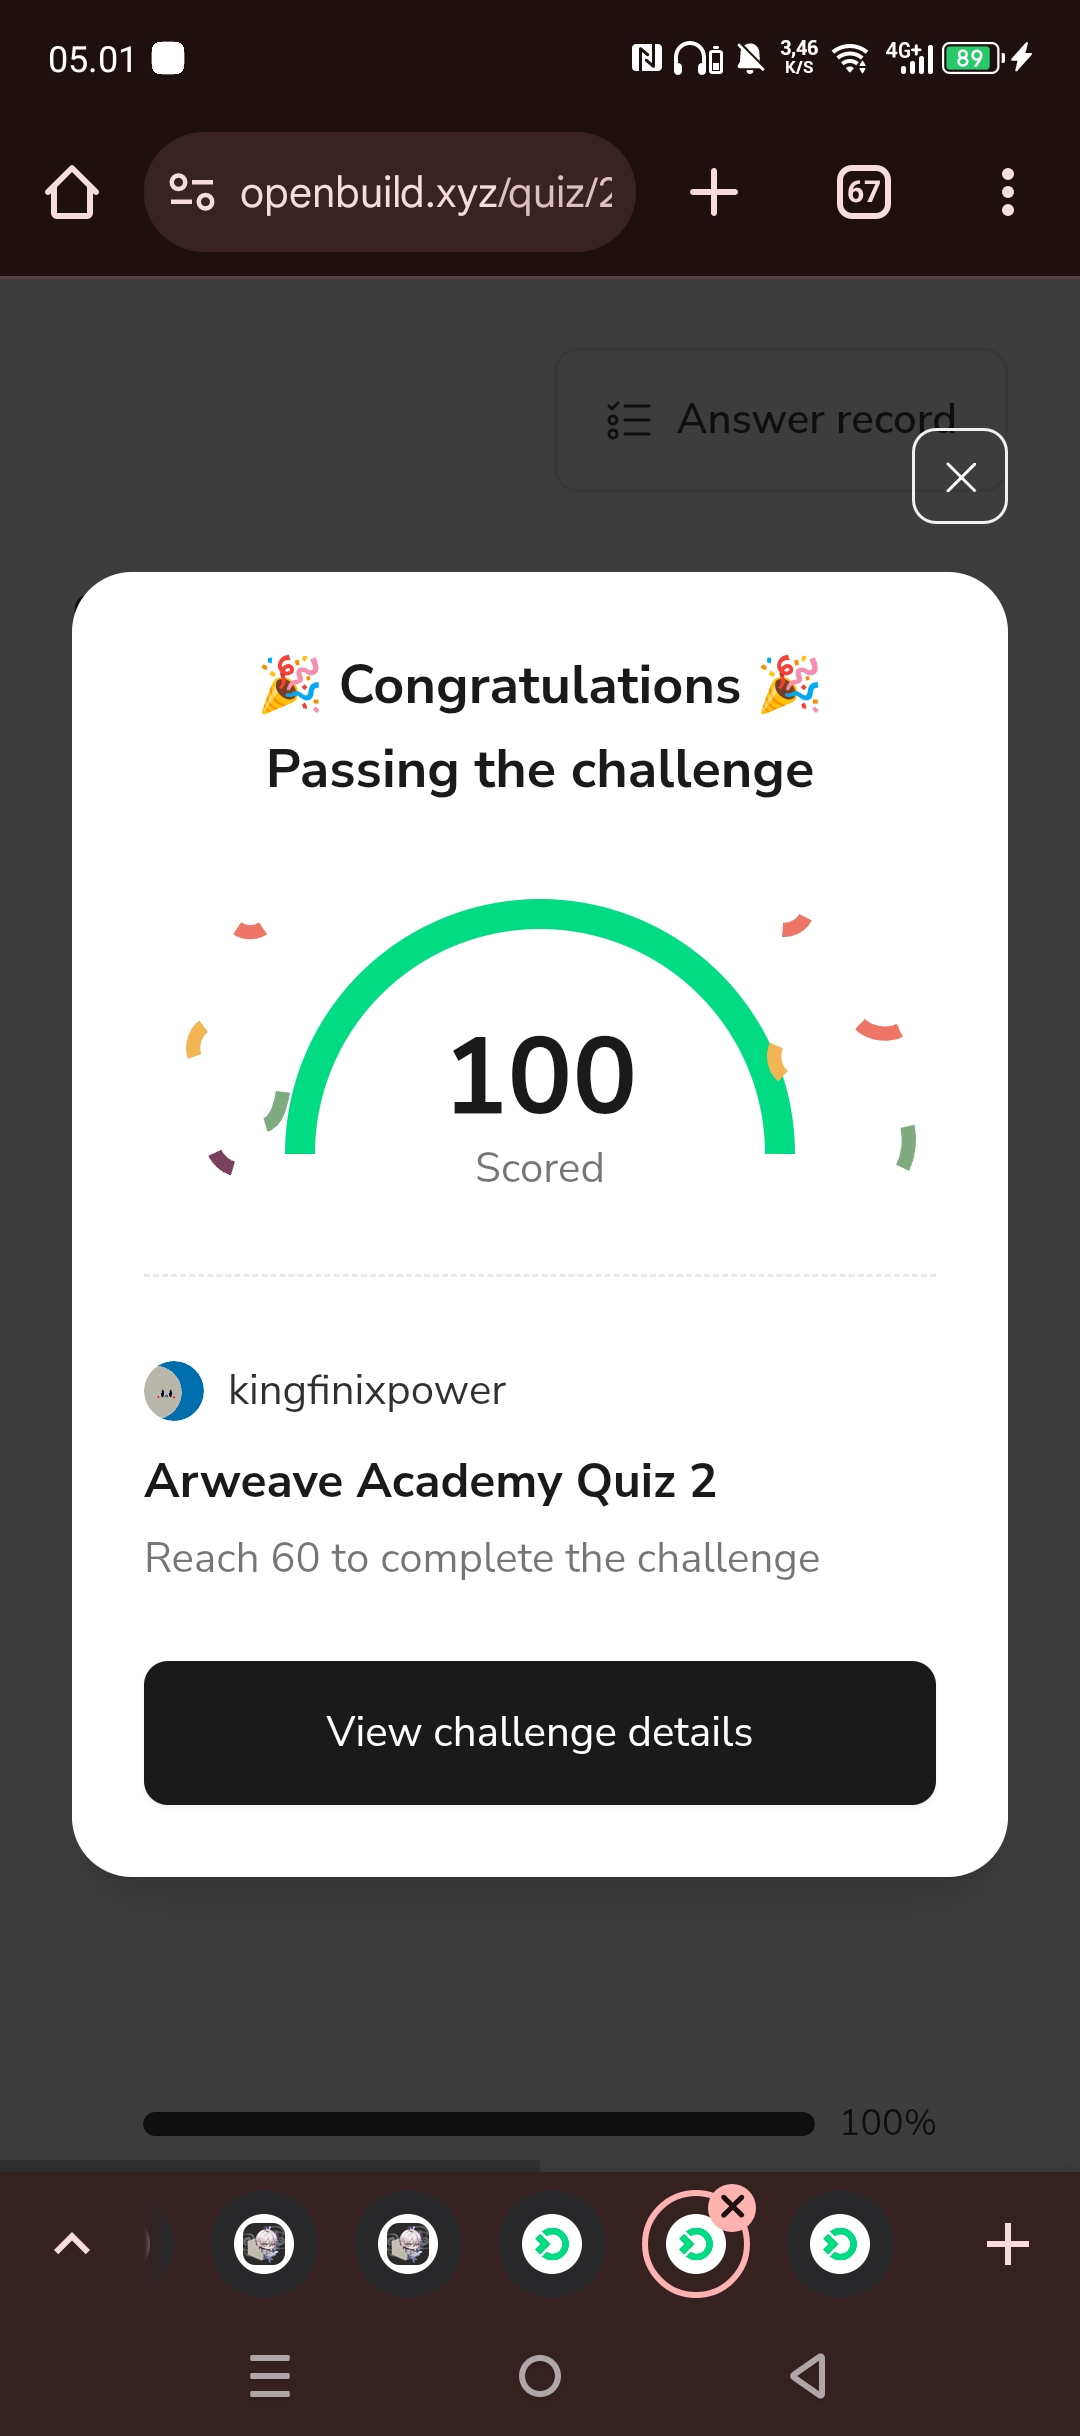 05.01
3,46
K/S
4G+
89
openbuild.xyz/quiz/2
67
Answer record
🎉 Congratulations 🎉
Passing the challenge
100
Scored
kingfinixpower
Arweave Academy Quiz 2
Reach 60 to complete the challenge
View challenge details
100%